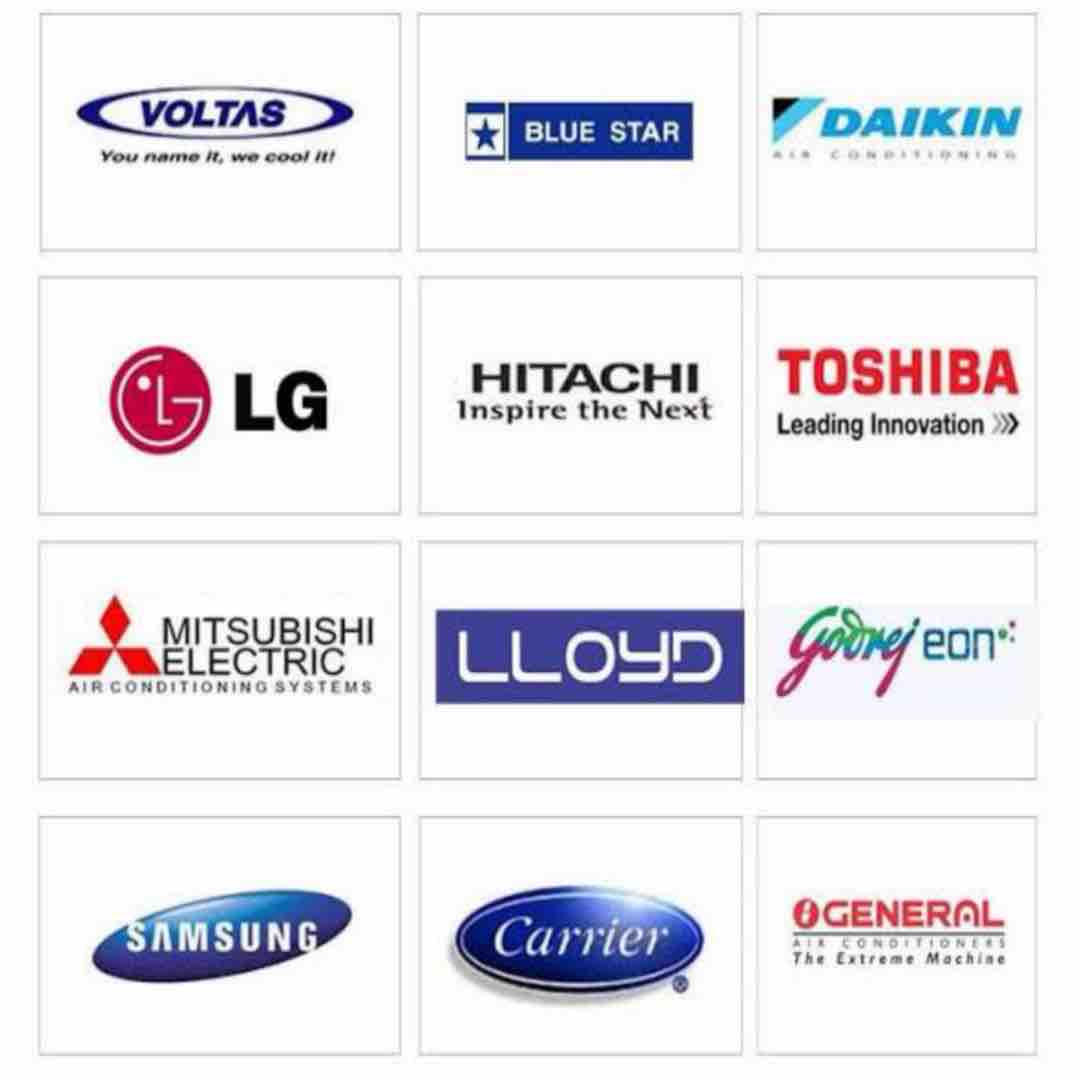 VOLTAS
You name it, we cool it!
BLUE STAR
DAIKIN
AIR CONDITIONING
LG
LG
HITACHI
Inspire the Next
TOSHIBA
Leading Innovation
MITSUBISHI
ELECTRIC
AIR CONDITIONING SYSTEMS
LLOYD
Godrej eon
SAMSUNG
Carrier
®
GENERAL
AIR CONDITIONERS
The Extreme Machine